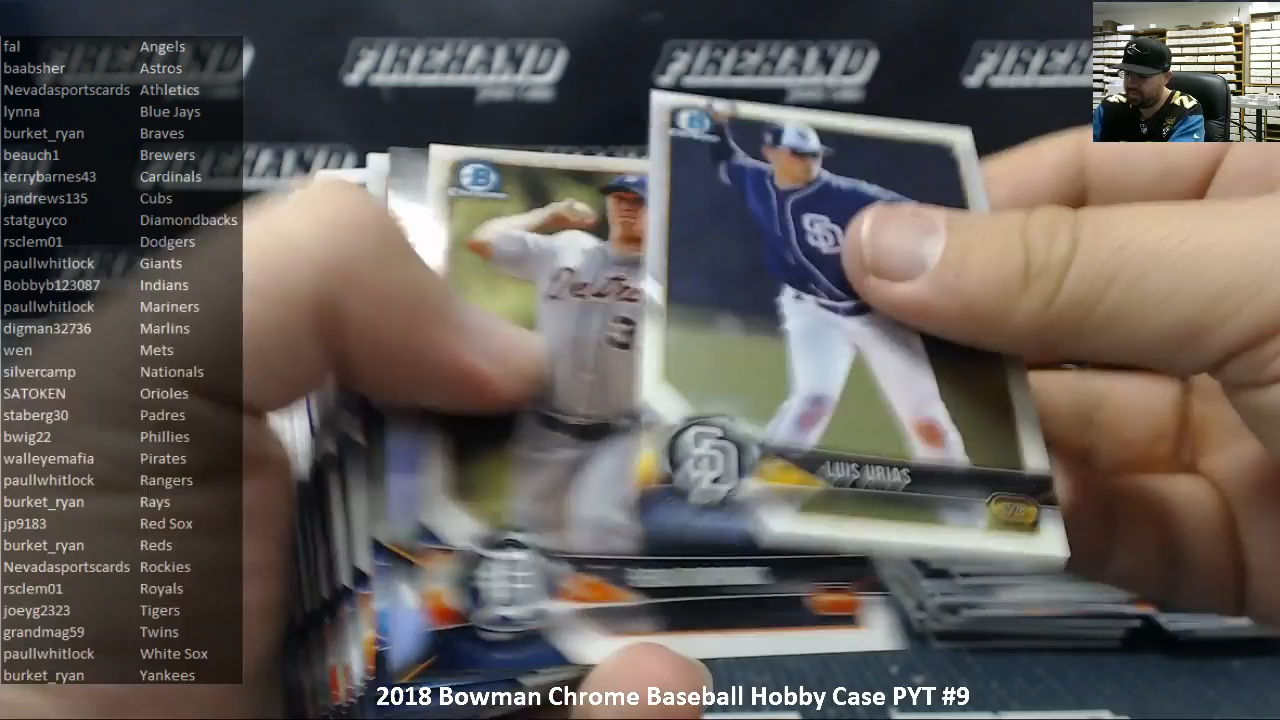 fal Angels
baabsher Astros
Nevadasportscards Athletics
lynna Blue Jays
burket_ryan Braves
beauch1 Brewers
terrybarnes43 Cardinals
jandrews135 Cubs
statguyco Diamondbacks
rsclem01 Dodgers
paullwhitlock Giants
Bobbyb123087 Indians
paullwhitlock Mariners
digman32736 Marlins
wen Mets
silvercamp Nationals
SATOKEN Orioles
staberg30 Padres
bwig22 Phillies
walleyemafia Pirates
paullwhitlock Rangers
burket_ryan Rays
jp9183 Red Sox
burket_ryan Reds
Nevadasportscards Rockies
rsclem01 Royals
joeyg2323 Tigers
grandmag59 Twins
paullwhitlock White Sox
burket_ryan Yankees
FIREHAND FIREHAND FIREHAND
LUIS URIAS
2018 Bowman Chrome Baseball Hobby Case PYT #9